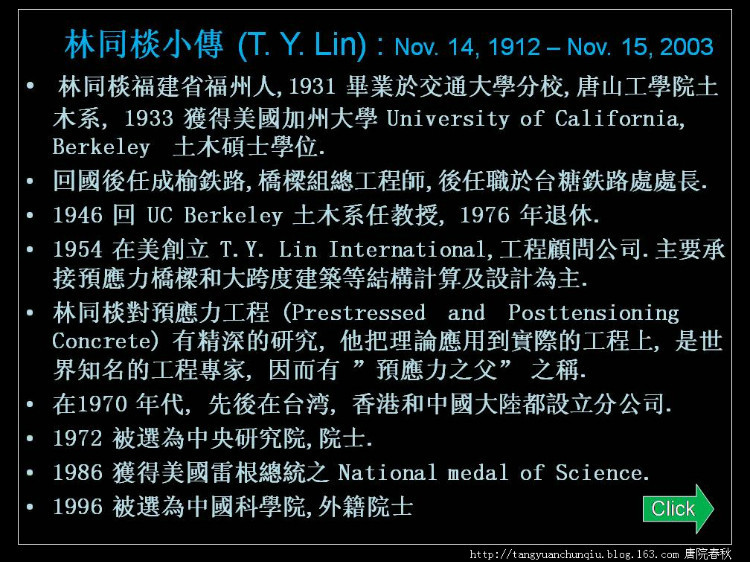 林同棪小傳 (T. Y. Lin) : Nov. 14, 1912 – Nov. 15, 2003
• 林同棪福建省福州人,1931 畢業於交通大學分校,唐山工學院土
木系, 1933 獲得美國加州大學 University of California,
Berkeley 土木碩士學位.
• 回國後任成榆鉄路,橋樑組總工程師,後任職於台糖鉄路處處長.
• 1946 回 UC Berkeley 土木系任教授, 1976 年退休.
• 1954 在美創立 T.Y. Lin International,工程顧問公司.主要承
接預應力橋樑和大跨度建築等結構計算及設計為主.
• 林同棪對預應力工程 (Prestressed and Posttensioning
Concrete) 有精深的研究, 他把理論應用到實際的工程上, 是世
界知名的工程專家, 因而有 ”預應力之父” 之稱.
• 在1970 年代, 先後在台湾, 香港和中國大陸都設立分公司.
• 1972 被選為中央研究院,院士.
• 1986 獲得美國雷根總統之 National medal of Science.
• 1996 被選為中國科學院,外籍院士
Click
http://tangyuanchunqiu.blog.163.com 唐院春秋